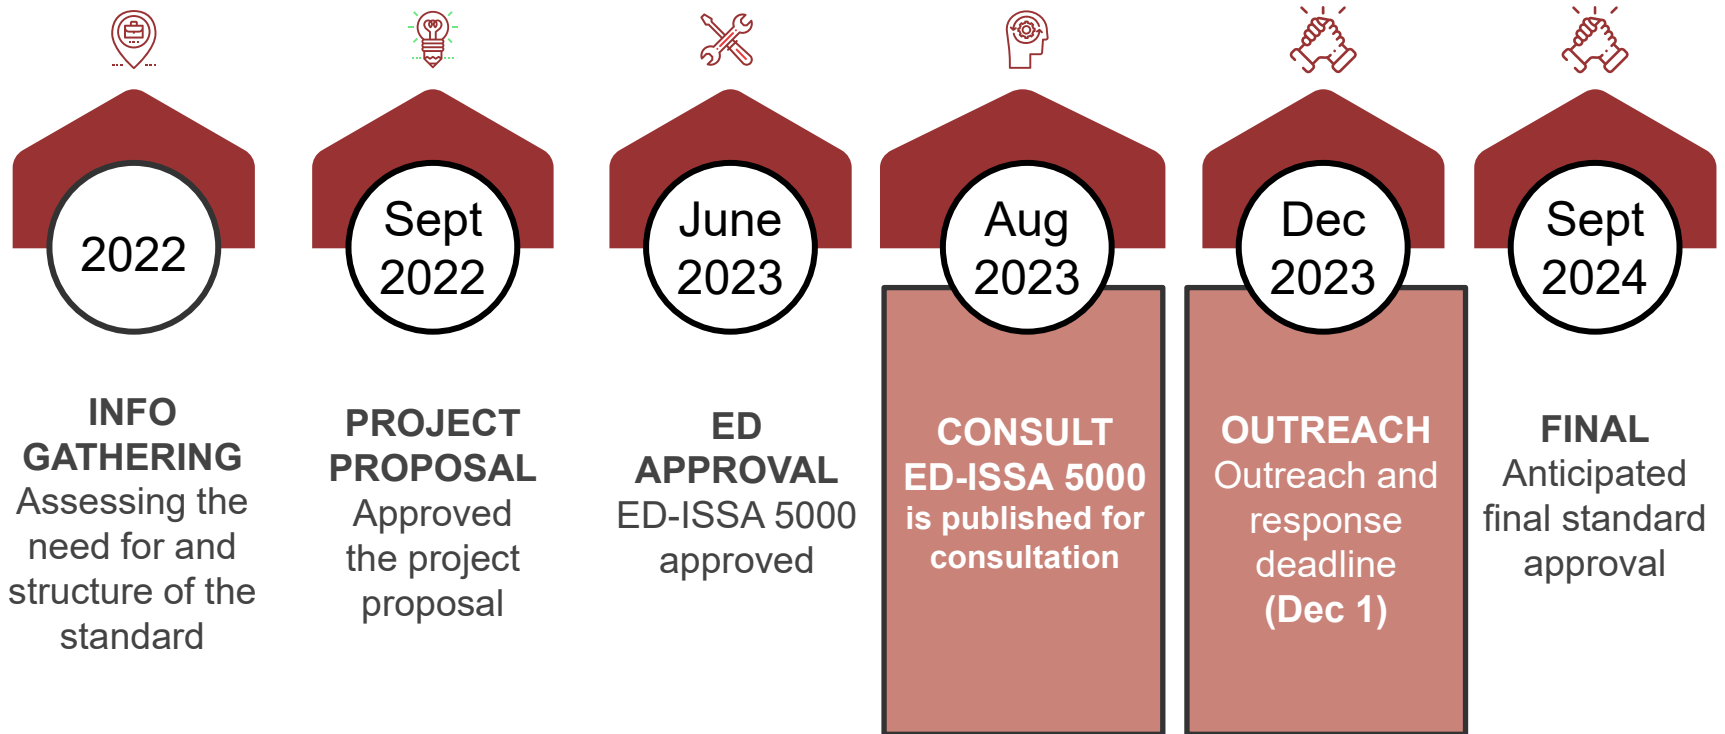 2022
INFO
GATHERING
Assessing the
need for and
structure of the
standard
Sept
2022
PROJECT
PROPOSAL
Approved
the project
proposal
June
2023
ED
APPROVAL
ED-ISSA 5000
approved
Aug
2023
CONSULT
ED-ISSA 5000
is published for
consultation
Dec
2023
OUTREACH
Outreach and
response
deadline
(Dec 1)
Sept
2024
FINAL
Anticipated
final standard
approval